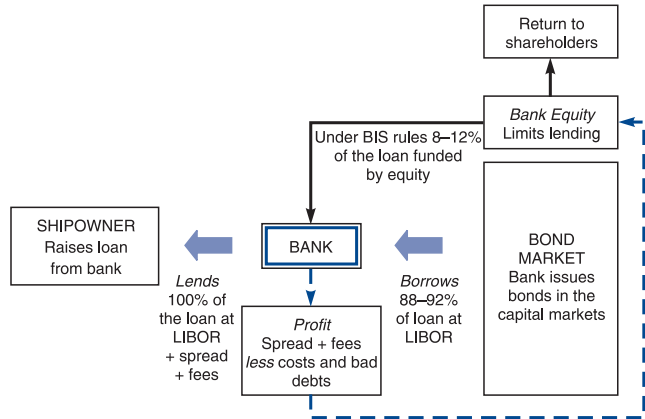 Return to
shareholders
Bank Equity
Limits lending
Under BIS rules 8–12%
of the loan funded
by equity
SHIPOWNER
Raises loan
from bank
BANK
BOND
MARKET
Bank issues
bonds in the
capital markets
Lends
100% of
the loan at
LIBOR
+ spread
+ fees
Borrows
88–92%
of loan at
LIBOR
Profit
Spread + fees
less costs and bad
debts